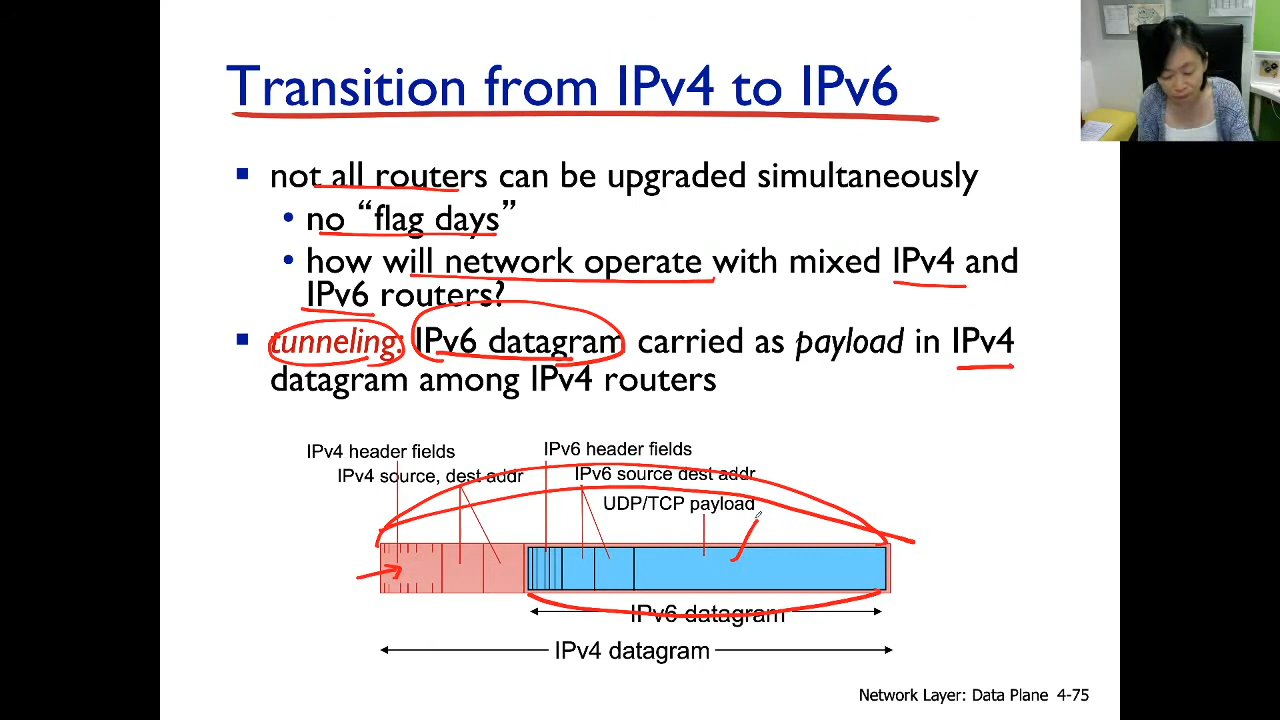 Transition from IPv4 to IPv6
▪ not all routers can be upgraded simultaneously
• no “flag days”
• how will network operate with mixed IPv4 and
IPv6 routers?
▪ tunneling: IPv6 datagram carried as payload in IPv4
datagram among IPv4 routers
IPv4 header fields
IPv4 source, dest addr
IPv6 header fields
IPv6 source dest addr
UDP/TCP payload
IPv6 datagram
IPv4 datagram
Network Layer: Data Plane 4-75